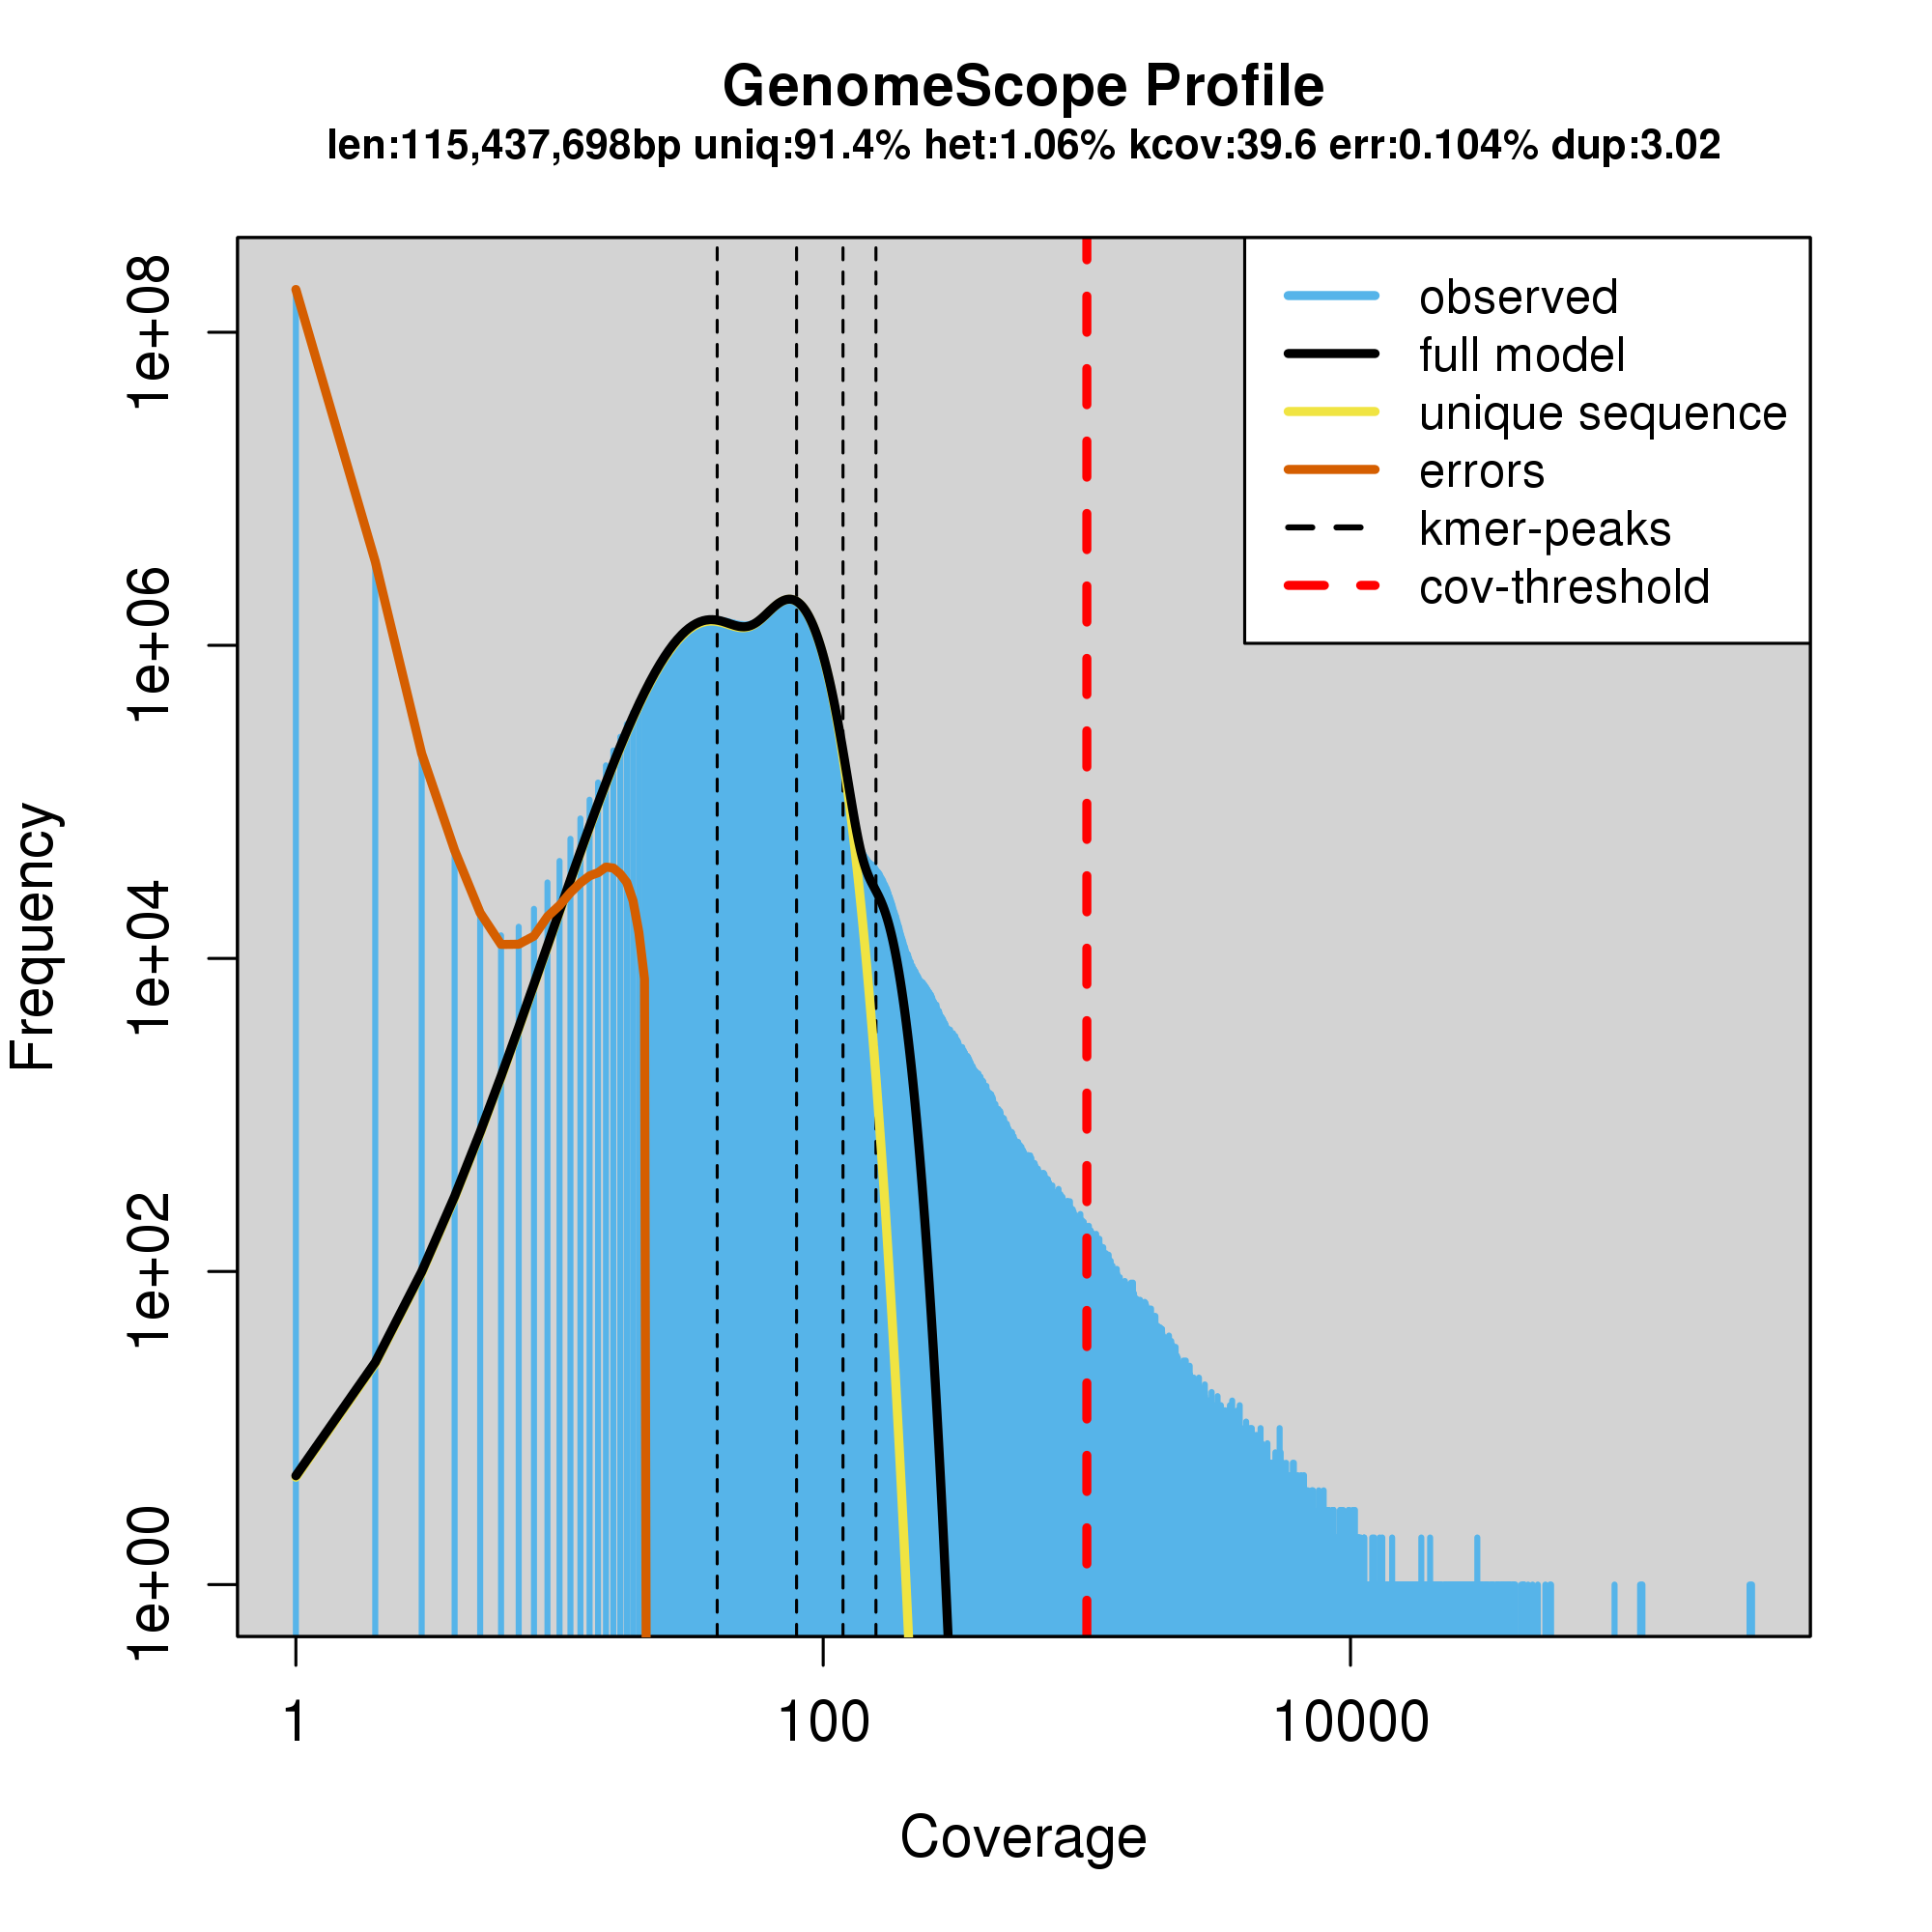 GenomeScope Profile
len:115,437,698bp uniq:91.4% het:1.06% kcov:39.6 err:0.104% dup:3.02
observed
full model
unique sequence
errors
kmer-peaks
cov-threshold
Frequency
1e+08
1e+06
1e+04
1e+02
1e+00
1 100 10000
Coverage